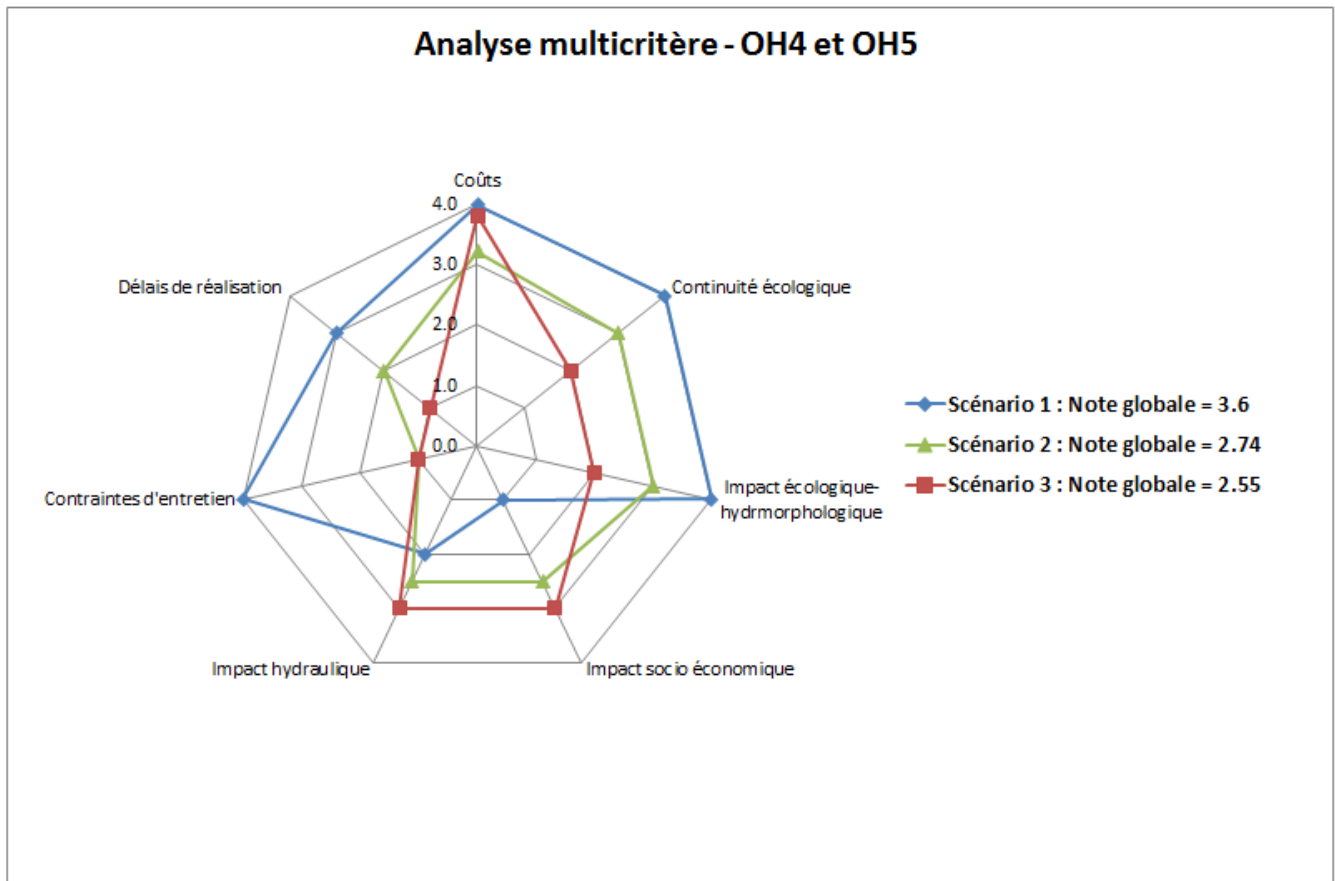 Analyse multicritère - OH4 et OH5
Coûts
4.0
3.0
2.0
1.0
0.0
Continuité écologique
Impact écologique-
hydrmorphologique
Impact socio économique
Impact hydraulique
Contraintes d'entretien
Délais de réalisation
Scénario 1 : Note globale = 3.6
Scénario 2 : Note globale = 2.74
Scénario 3 : Note globale = 2.55